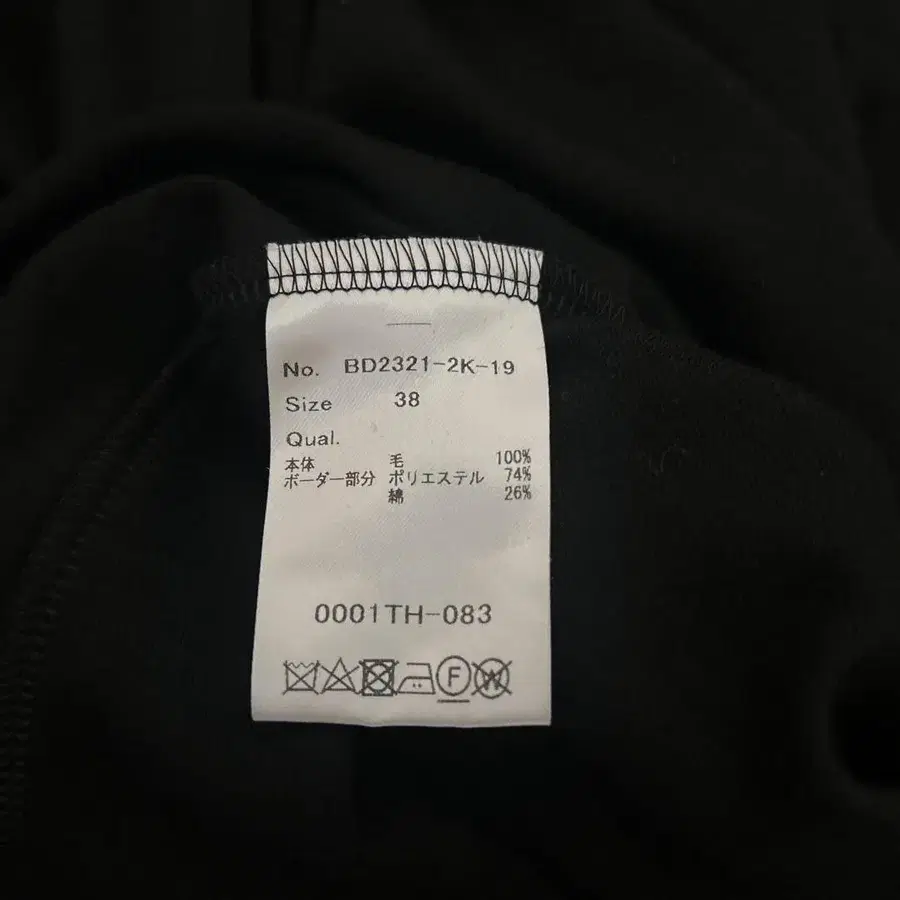 No. BD2321-2K-19
Size 38
Qual.
本体 毛 100%
ボーダー部分 ポリエステル 74%
綿 26%
0001TH-083
F W